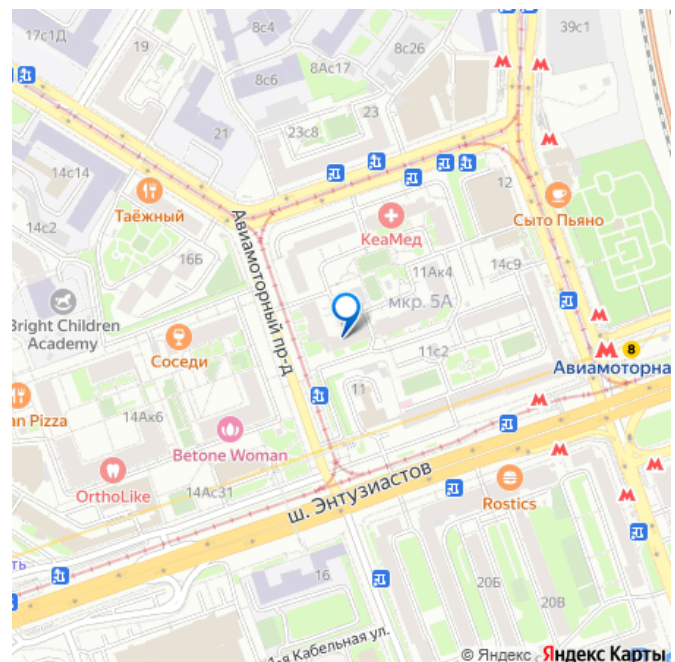 17с1Д
8с4
39с1
19
8Ас17
8с26
8с6
23
21
23с8
14с14
12
Таёжный
Сыто Пьяно
14с2
КеаМед
Авиамоторный пр-д
16Б
11Ак4
14с9
мкр. 5А
Bright Children
Academy
8
Соседи
11с2
Авиамоторна
11
an Pizza
14Ак6
Betone Woman
OrthoLike
14Ас31
ш. Энтузиастов
Rostics
ть
16
20Б
20В
1-я Кабельная ул.
© Яндекс Яндекс Карты